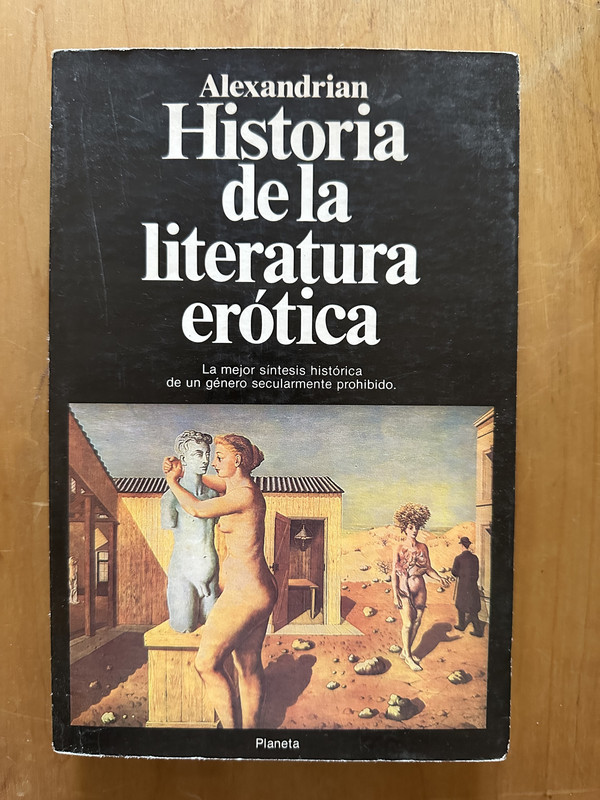 Alexandrian
Historia
de la
literatura
erótica
La mejor síntesis histórica
de un género secularmente prohibido.
Planeta